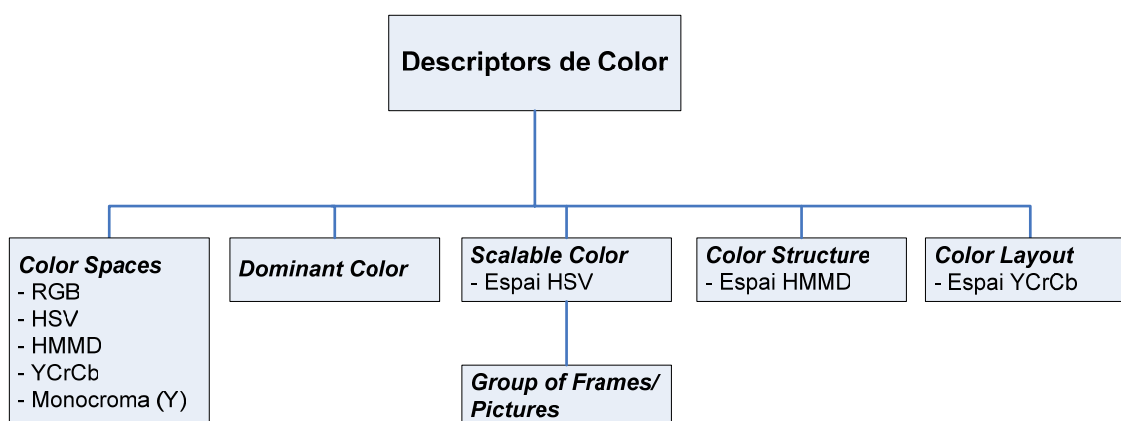 Descriptors de Color
Color Spaces
- RGB
- HSV
- HMMD
- YCrCb
- Monocroma (Y)
Dominant Color
Scalable Color
- Espai HSV
Color Structure
- Espai HMMD
Color Layout
- Espai YCrCb
Group of Frames/
Pictures